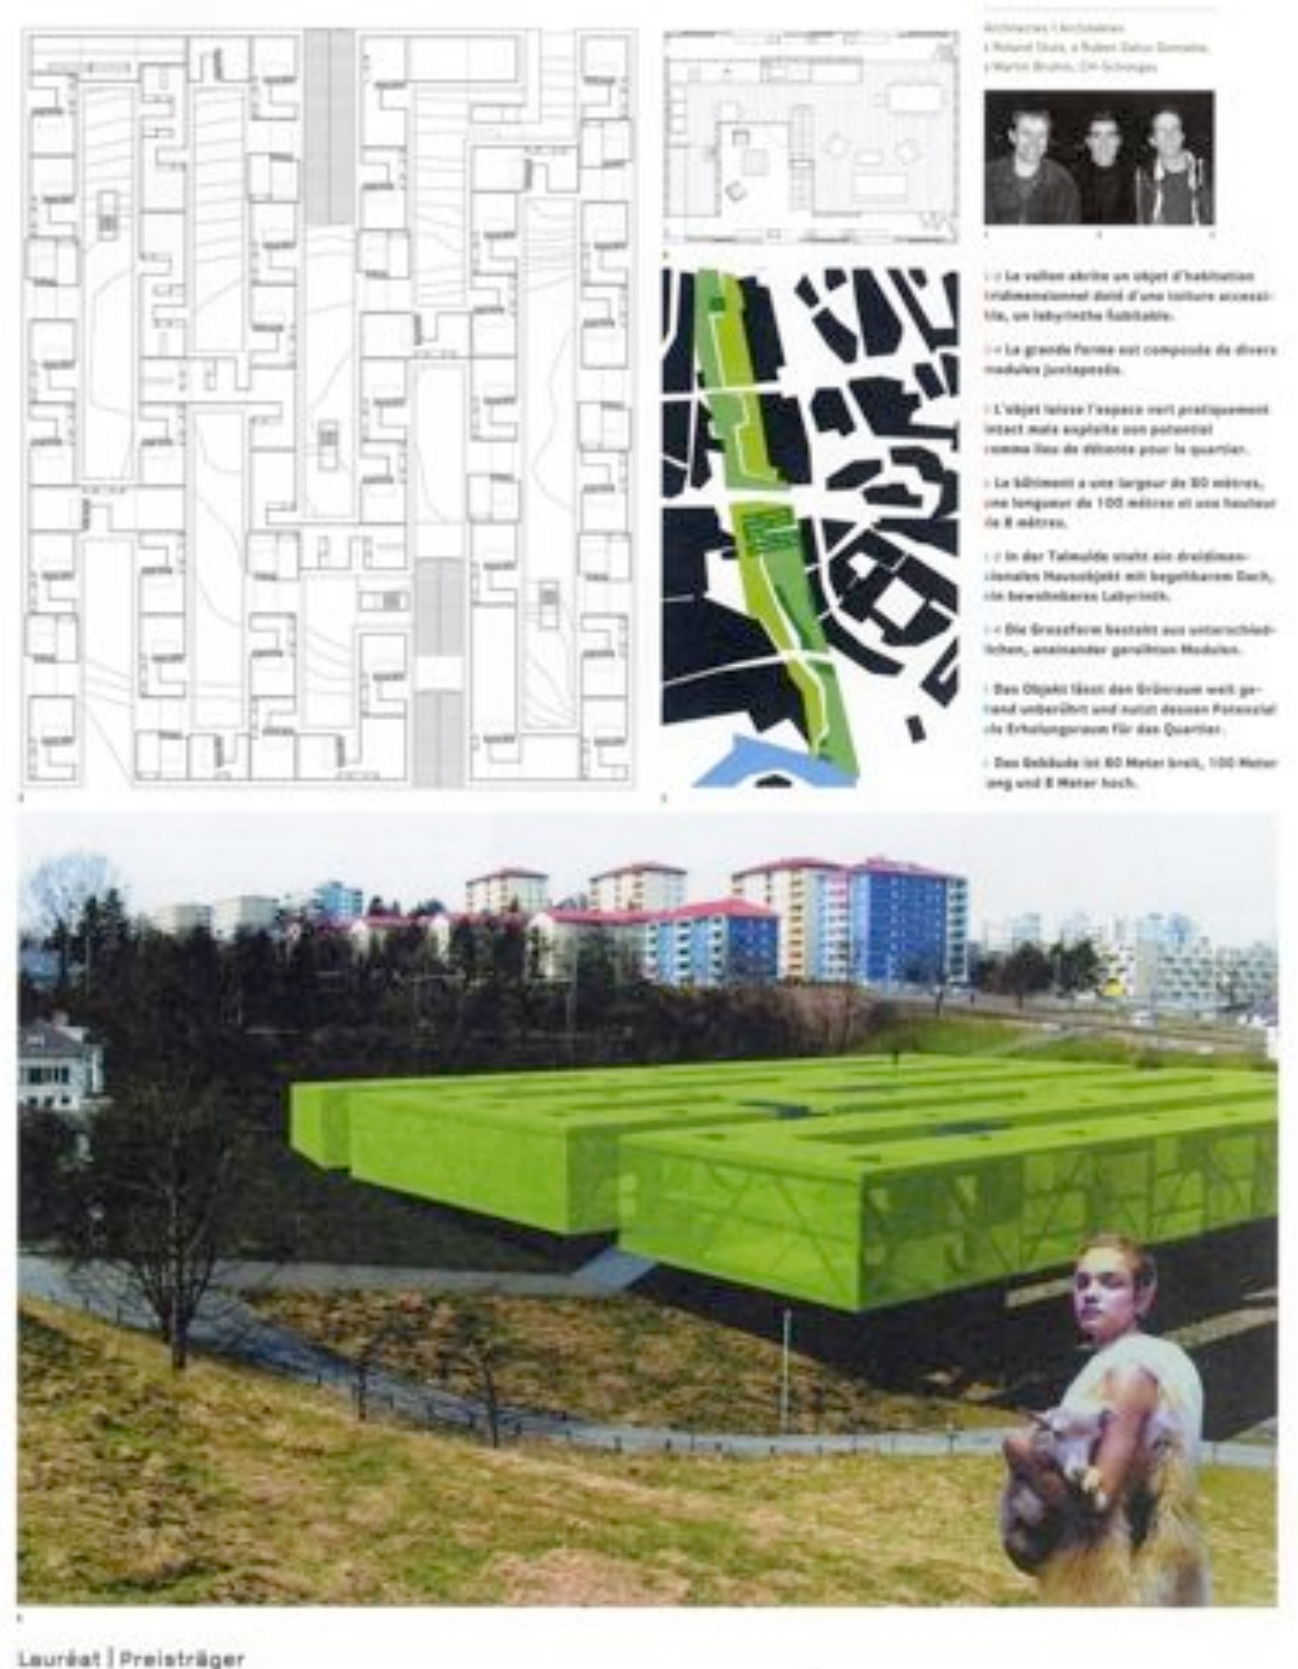 Architectes | Architekten
Roland Stutz, Ruben
Martin Bruhin, CH-
Le vallon abrite un objet d'habitation
tridimensionnel doté d'une toiture accessi-
ble, un labyrinthe habitable.
La grande forme est composée de divers
modules juxtaposés.
L'objet laisse l'espace vert pratiquement
intact mais exploite son potentiel
comme lieu de détente pour le quartier.
Le bâtiment a une largeur de 80 mètres,
une longueur de 100 mètres et une hauteur
de 8 mètres.
In der Talmulde steht ein dreidimen-
sionales Hausobjekt mit begehbarem Dach,
ein bewohnbares Labyrinth.
Die Grossform besteht aus unterschied-
lichen, aneinander gereihten Modulen.
Das Objekt lässt den Grünraum weit ge-
hend unberührt und nutzt dessen Potenzial
als Erholungsraum für das Quartier.
Das Gebäude ist 80 Meter breit, 100 Meter
lang und 8 Meter hoch.
Lauréat | Preisträger